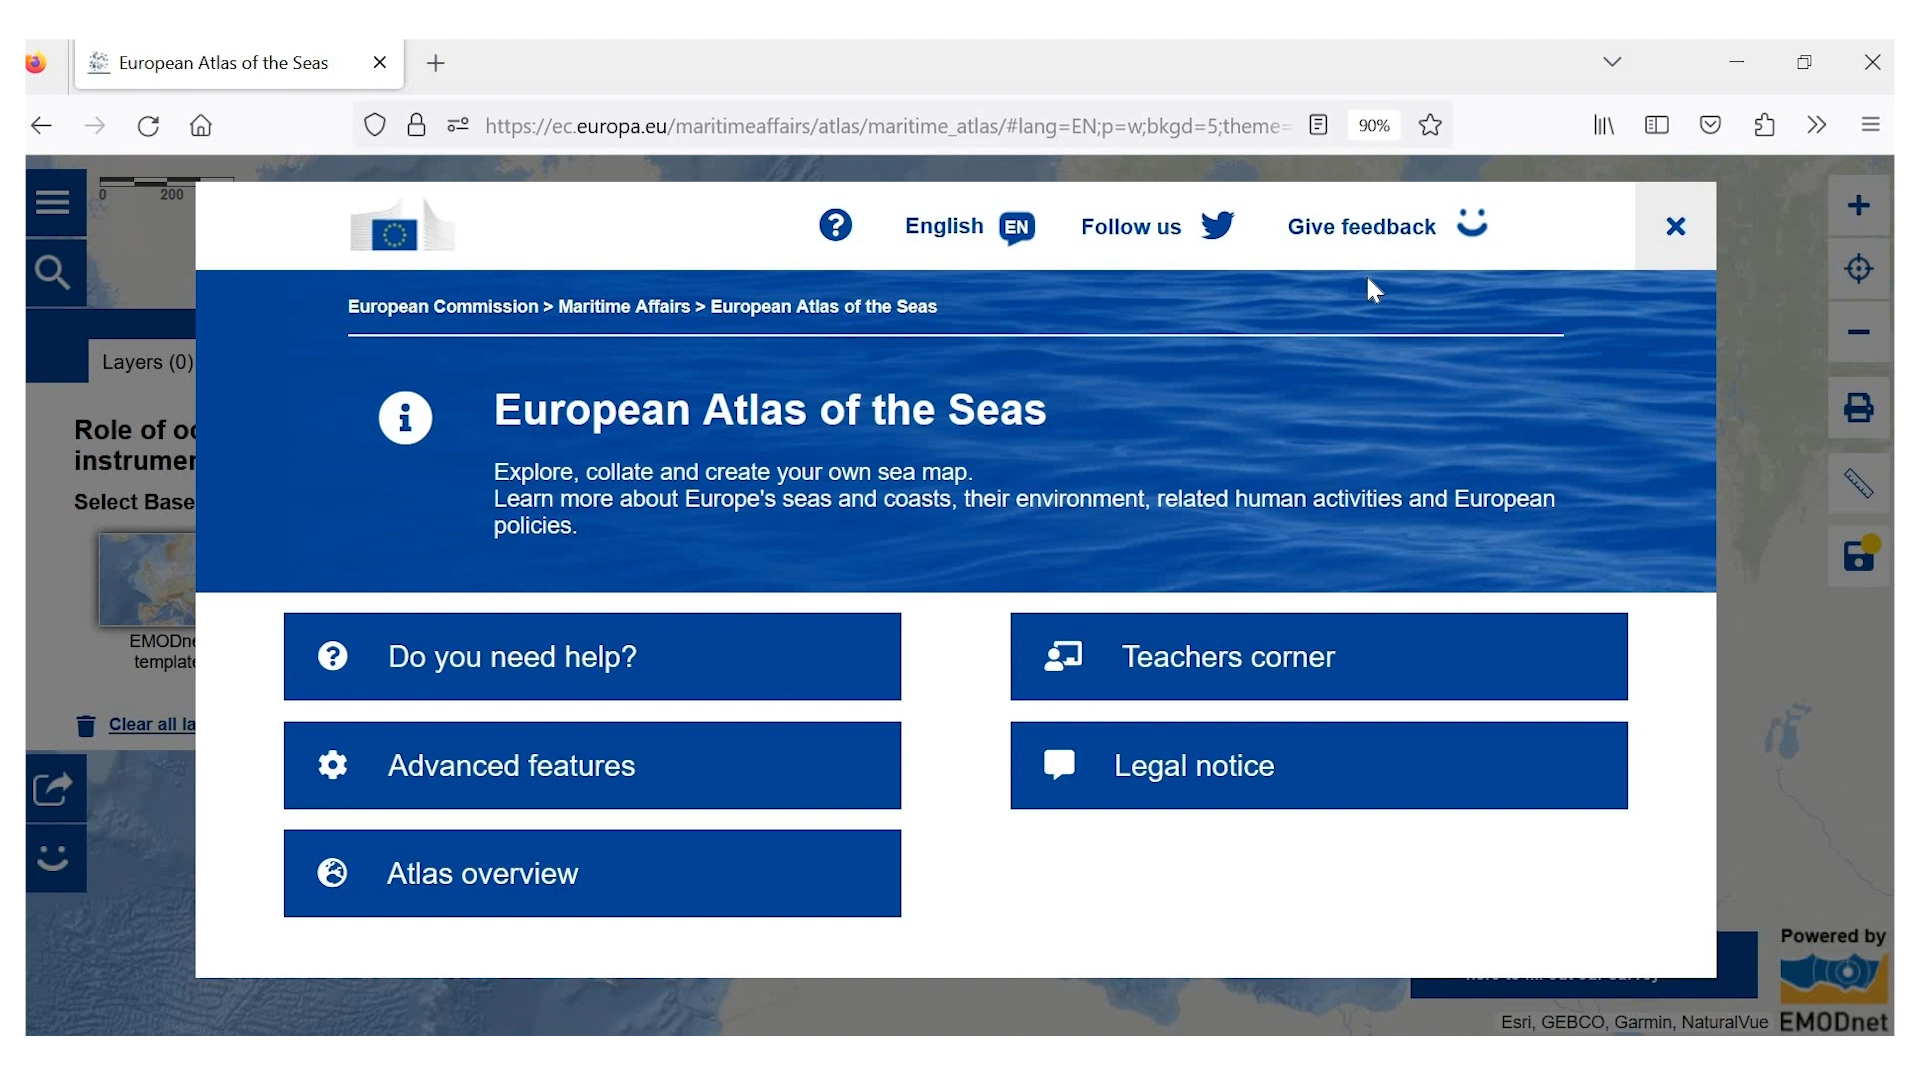 European Atlas of the Seas
https://ec.europa.eu/maritimeaffairs/atlas/maritime_atlas/#lang=EN;p=w;bkgd=5;theme=
90%
0 200
English EN Follow us Give feedback
European Commission > Maritime Affairs > European Atlas of the Seas
Layers (0)
European Atlas of the Seas
Role of
instrumen
Explore, collate and create your own sea map.
Learn more about Europe's seas and coasts, their environment, related human activities and European
policies.
Select Base
EMODne
template
Clear all la
Do you need help?
Teachers corner
Advanced features
Legal notice
Atlas overview
Powered by
EMODnet
Esri, GEBCO, Garmin, NaturalVue